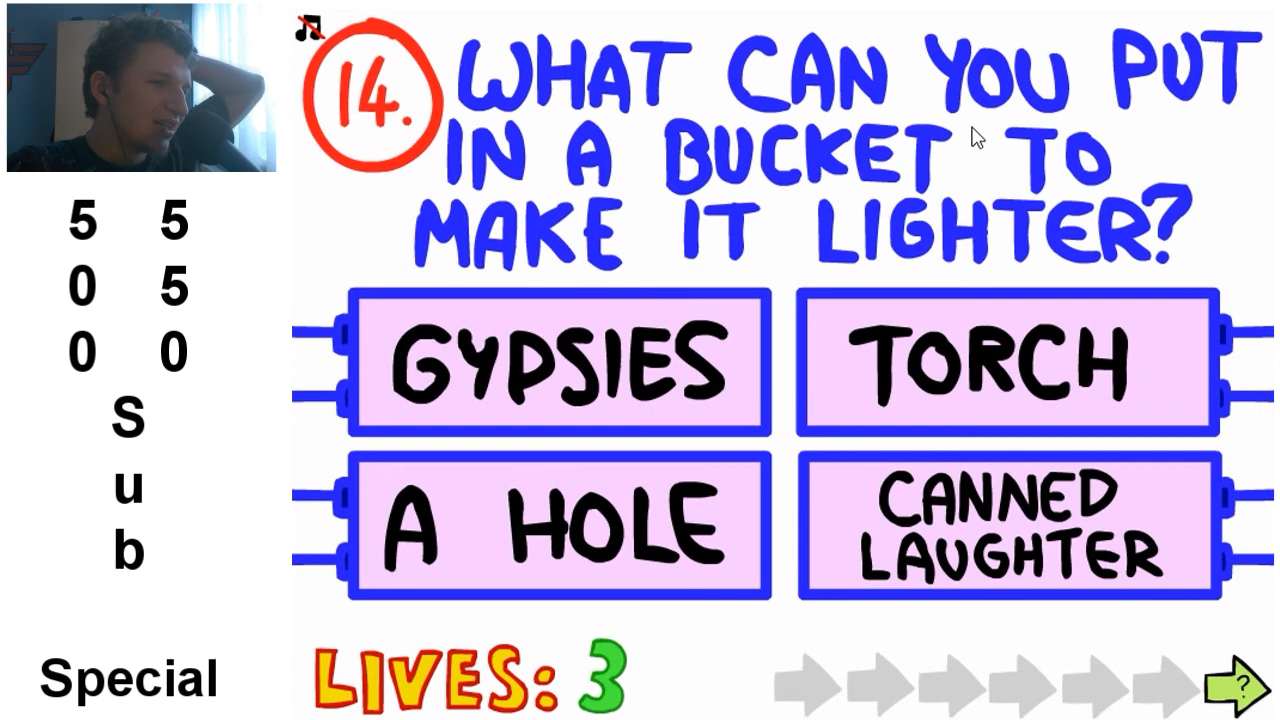 14. WHAT CAN YOU PUT
IN A BUCKET TO
MAKE IT LIGHTER?
GYPSIES
TORCH
A HOLE
CANNED
LAUGHTER
LIVES: 3
?
5 5
0 5
0 0
S
u
b
Special